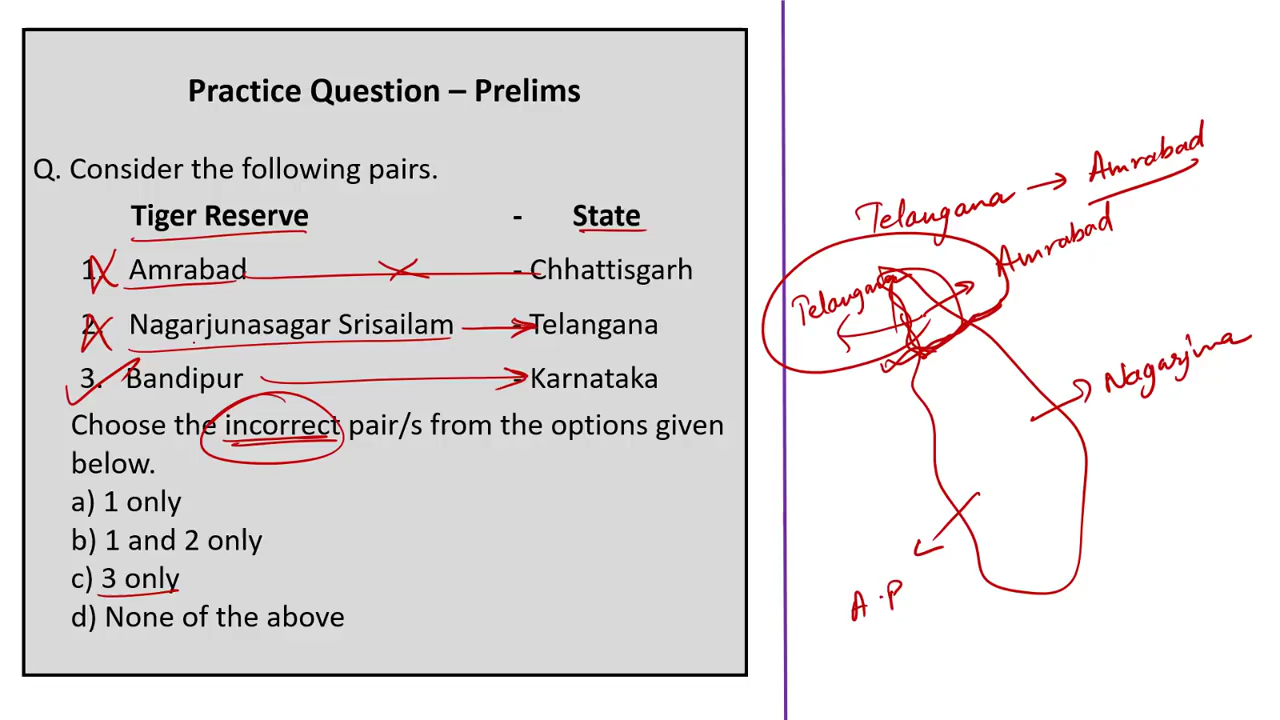 Practice Question – Prelims
Q. Consider the following pairs.
Tiger Reserve - State
1. Amrabad - Chhattisgarh
2. Nagarjunasagar Srisailam - Telangana
3. Bandipur - Karnataka
Choose the incorrect pair/s from the options given
below.
a) 1 only
b) 1 and 2 only
c) 3 only
d) None of the above
Telangana → Amrabad
Amrabad
Telangana
Nagarjuna
A.P